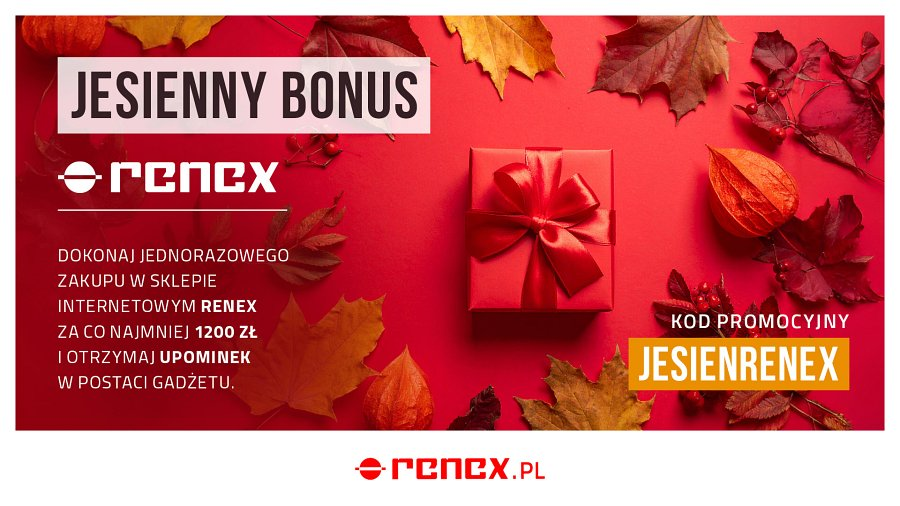 JESIENNY BONUS
renex
DOKONAJ JEDNORAZOWEGO
ZAKUPU W SKLEPIE
INTERNETOWYM RENEX
ZA CO NAJMNIEJ 1200 ZŁ
I OTRZYMAJ UPOMINEK
W POSTACI GADŻETU.
KOD PROMOCYJNY
JESIENRENEX
renex.PL